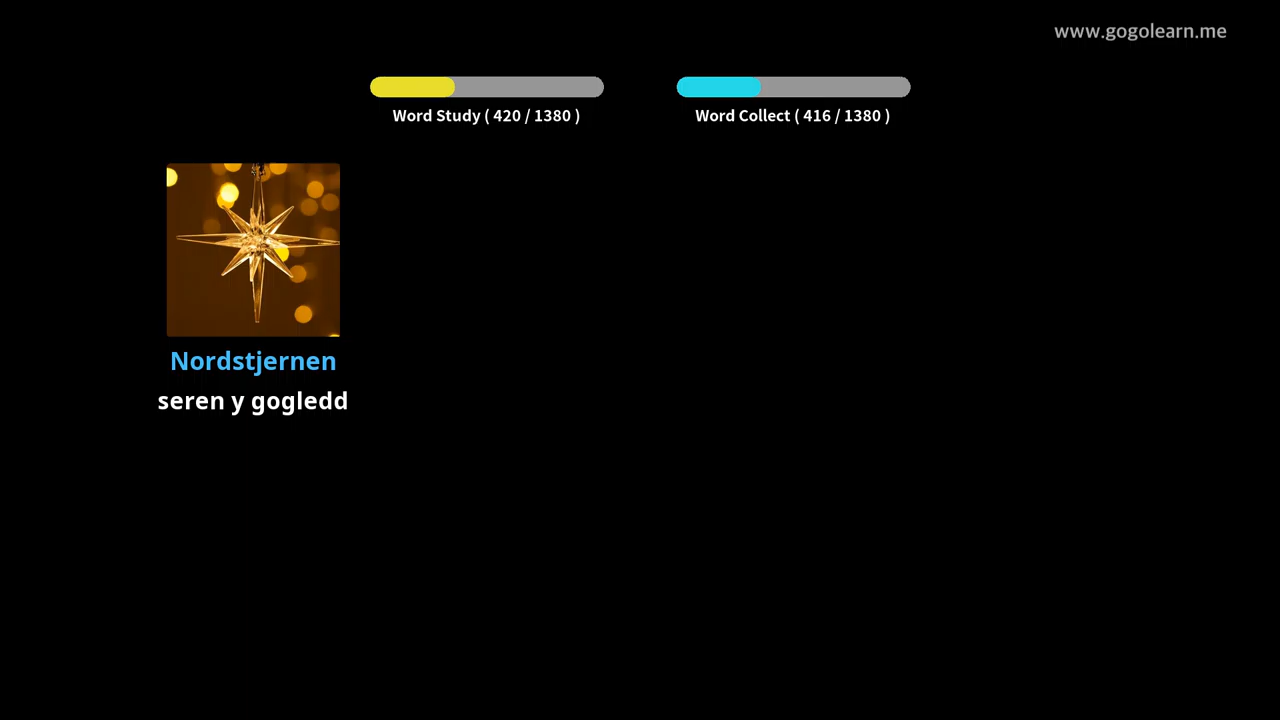 www.gogolearn.me
Word Study ( 420 / 1380 )
Word Collect ( 416 / 1380 )
Nordstjernen
seren y gogledd